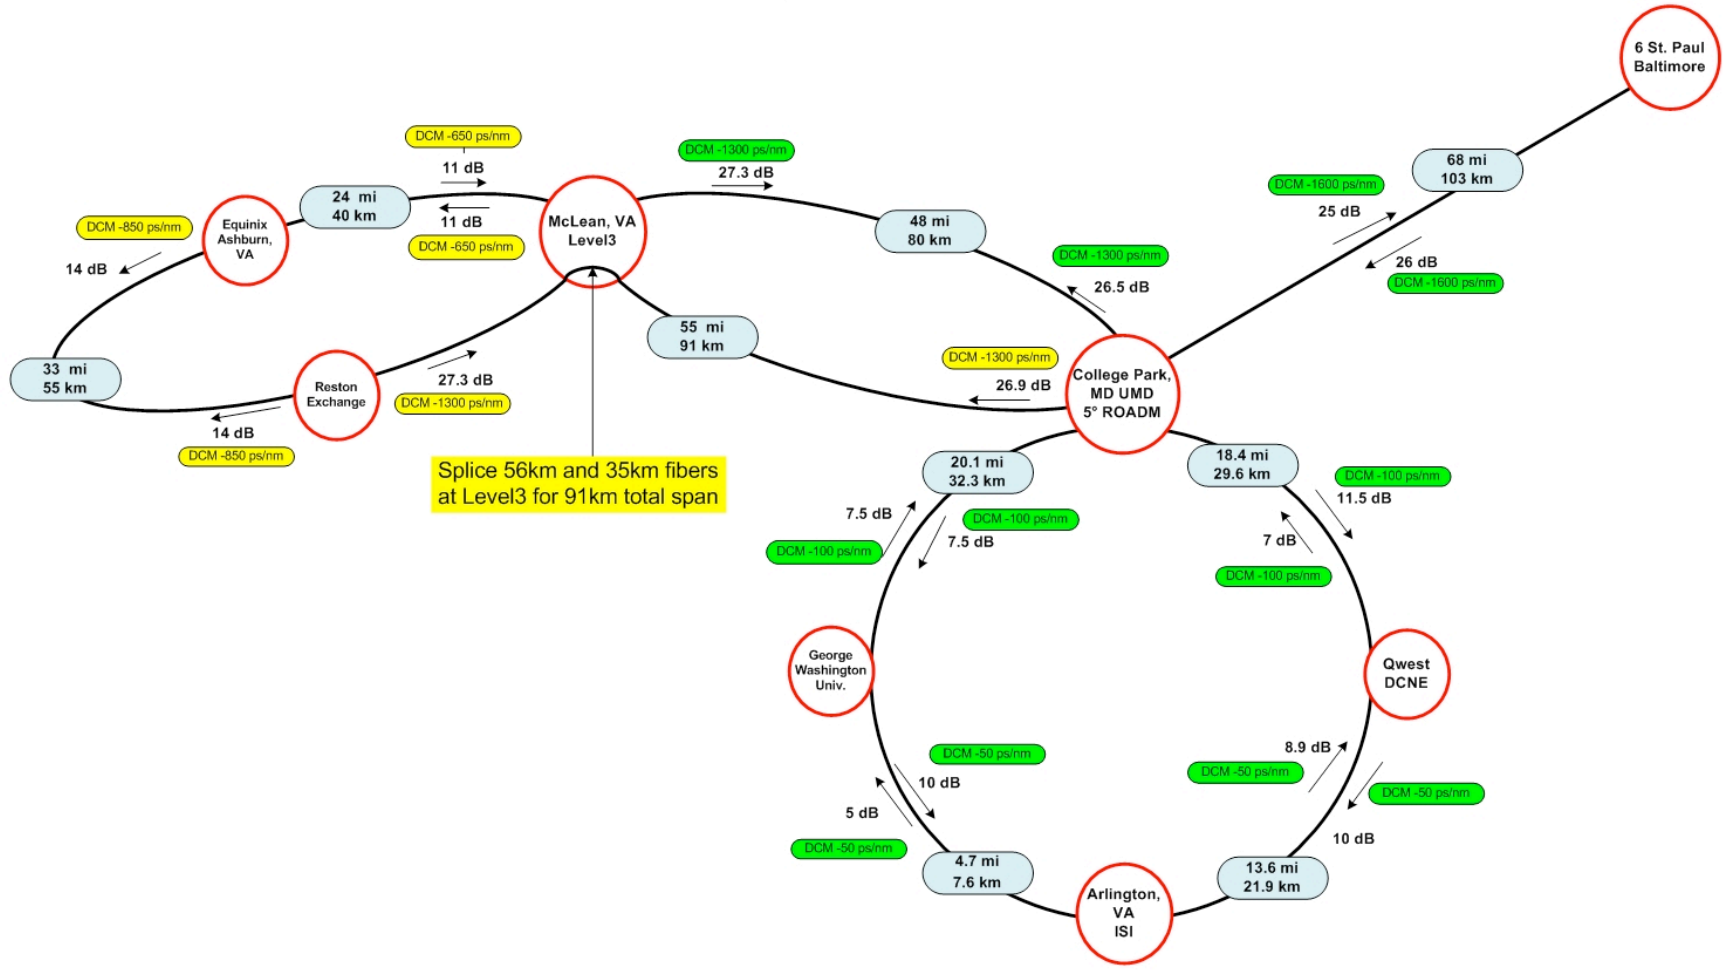 6 St. Paul
Baltimore
DCM -650 ps/nm
11 dB
DCM -1300 ps/nm
27.3 dB
68 mi
103 km
DCM -1600 ps/nm
25 dB
26 dB
DCM -1600 ps/nm
24 mi
40 km
McLean, VA
Level3
11 dB
DCM -650 ps/nm
Equinix
Ashburn,
VA
DCM -850 ps/nm
14 dB
48 mi
80 km
DCM -1300 ps/nm
26.5 dB
55 mi
91 km
33 mi
55 km
Reston
Exchange
27.3 dB
DCM -1300 ps/nm
14 dB
DCM -850 ps/nm
DCM -1300 ps/nm
26.9 dB
College Park,
MD UMD
5° ROADM
Splice 56km and 35km fibers
at Level3 for 91km total span
20.1 mi
32.3 km
18.4 mi
29.6 km
DCM -100 ps/nm
11.5 dB
7.5 dB
DCM -100 ps/nm
DCM -100 ps/nm
7.5 dB
7 dB
DCM -100 ps/nm
George
Washington
Univ.
Qwest
DCNE
DCM -50 ps/nm
10 dB
5 dB
DCM -50 ps/nm
8.9 dB
DCM -50 ps/nm
DCM -50 ps/nm
10 dB
4.7 mi
7.6 km
13.6 mi
21.9 km
Arlington,
VA
ISI